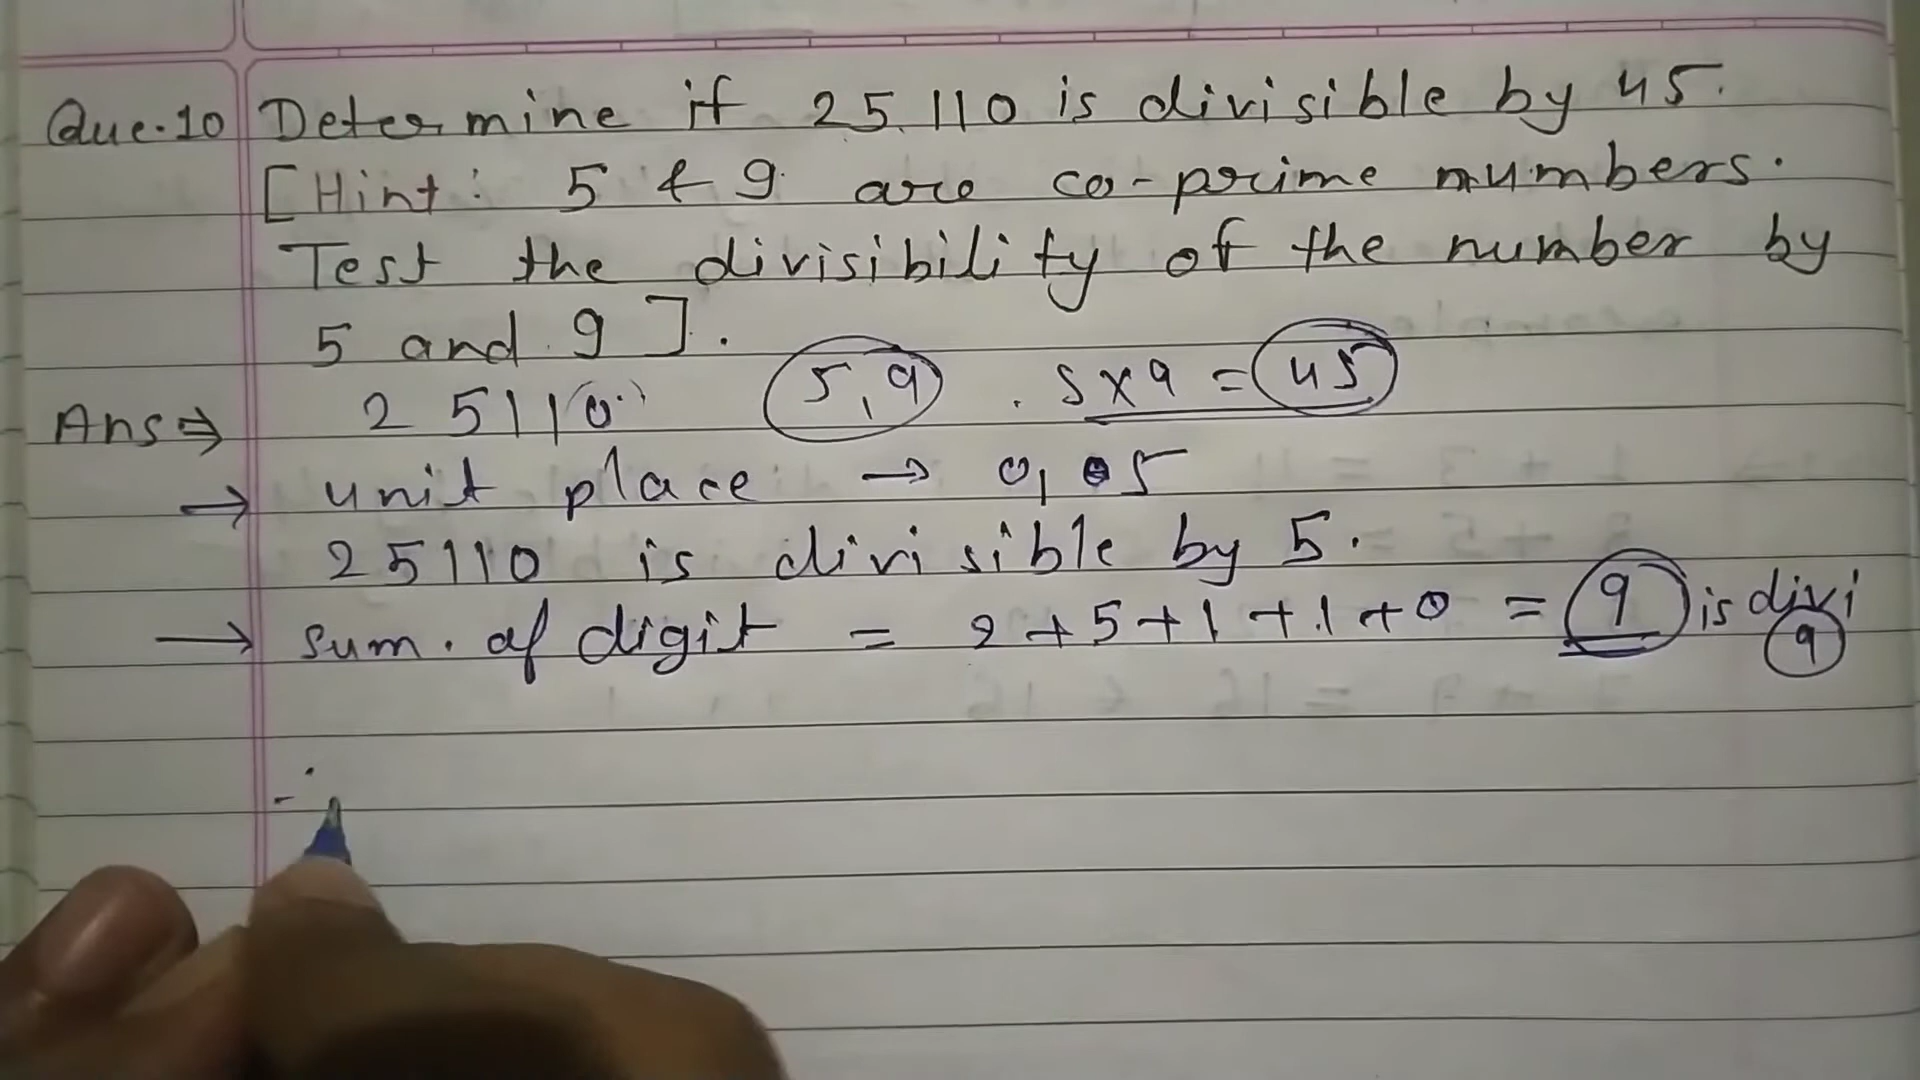 Que.10 Determine if 25110 is divisible by 45.
[Hint: 5 & 9 are co-prime numbers.
Test the divisibility of the number by
5 and 9].
Ans ⇒ 25110 5,9 . 5x9 = 45
→ unit place → 0, 5
25110 is divisible by 5.
→ sum. of digit = 2+5+1+1+0 = 9 is divi
9